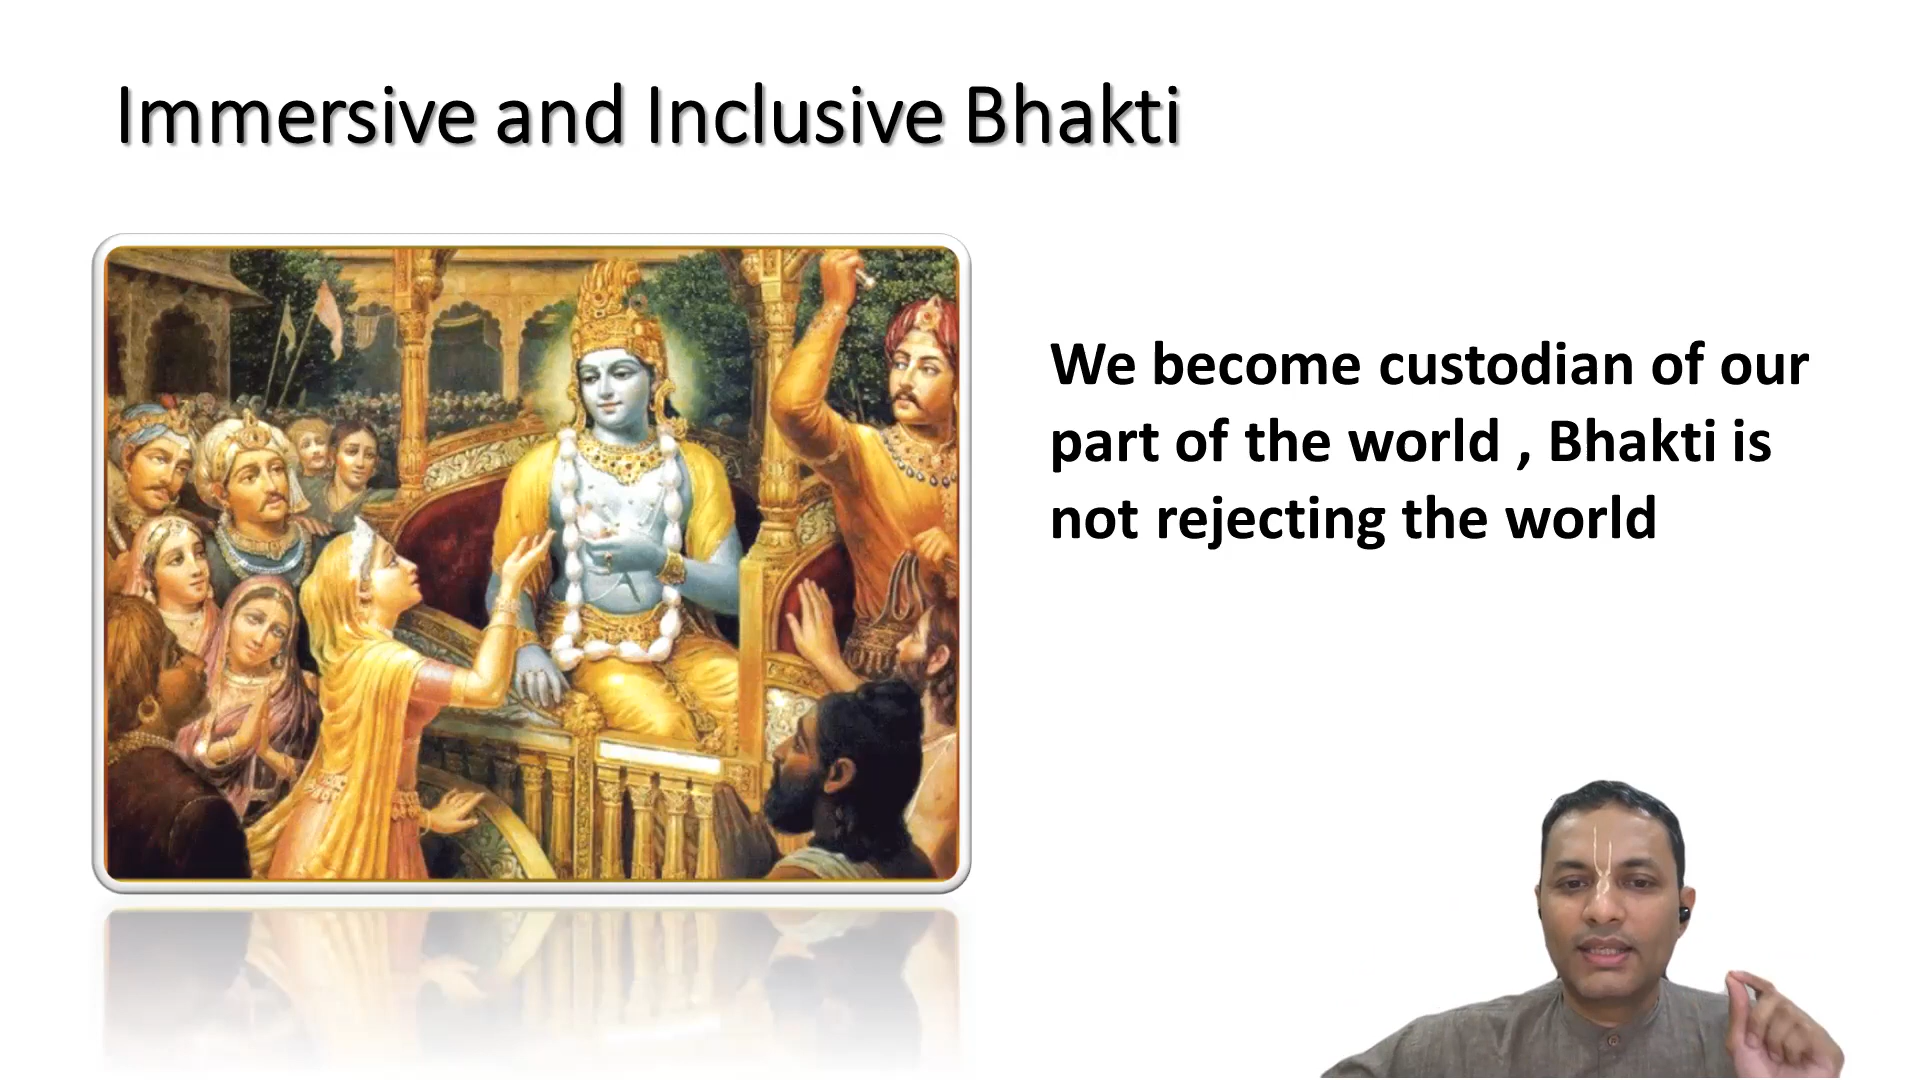 Immersive and Inclusive Bhakti
We become custodian of our
part of the world , Bhakti is
not rejecting the world